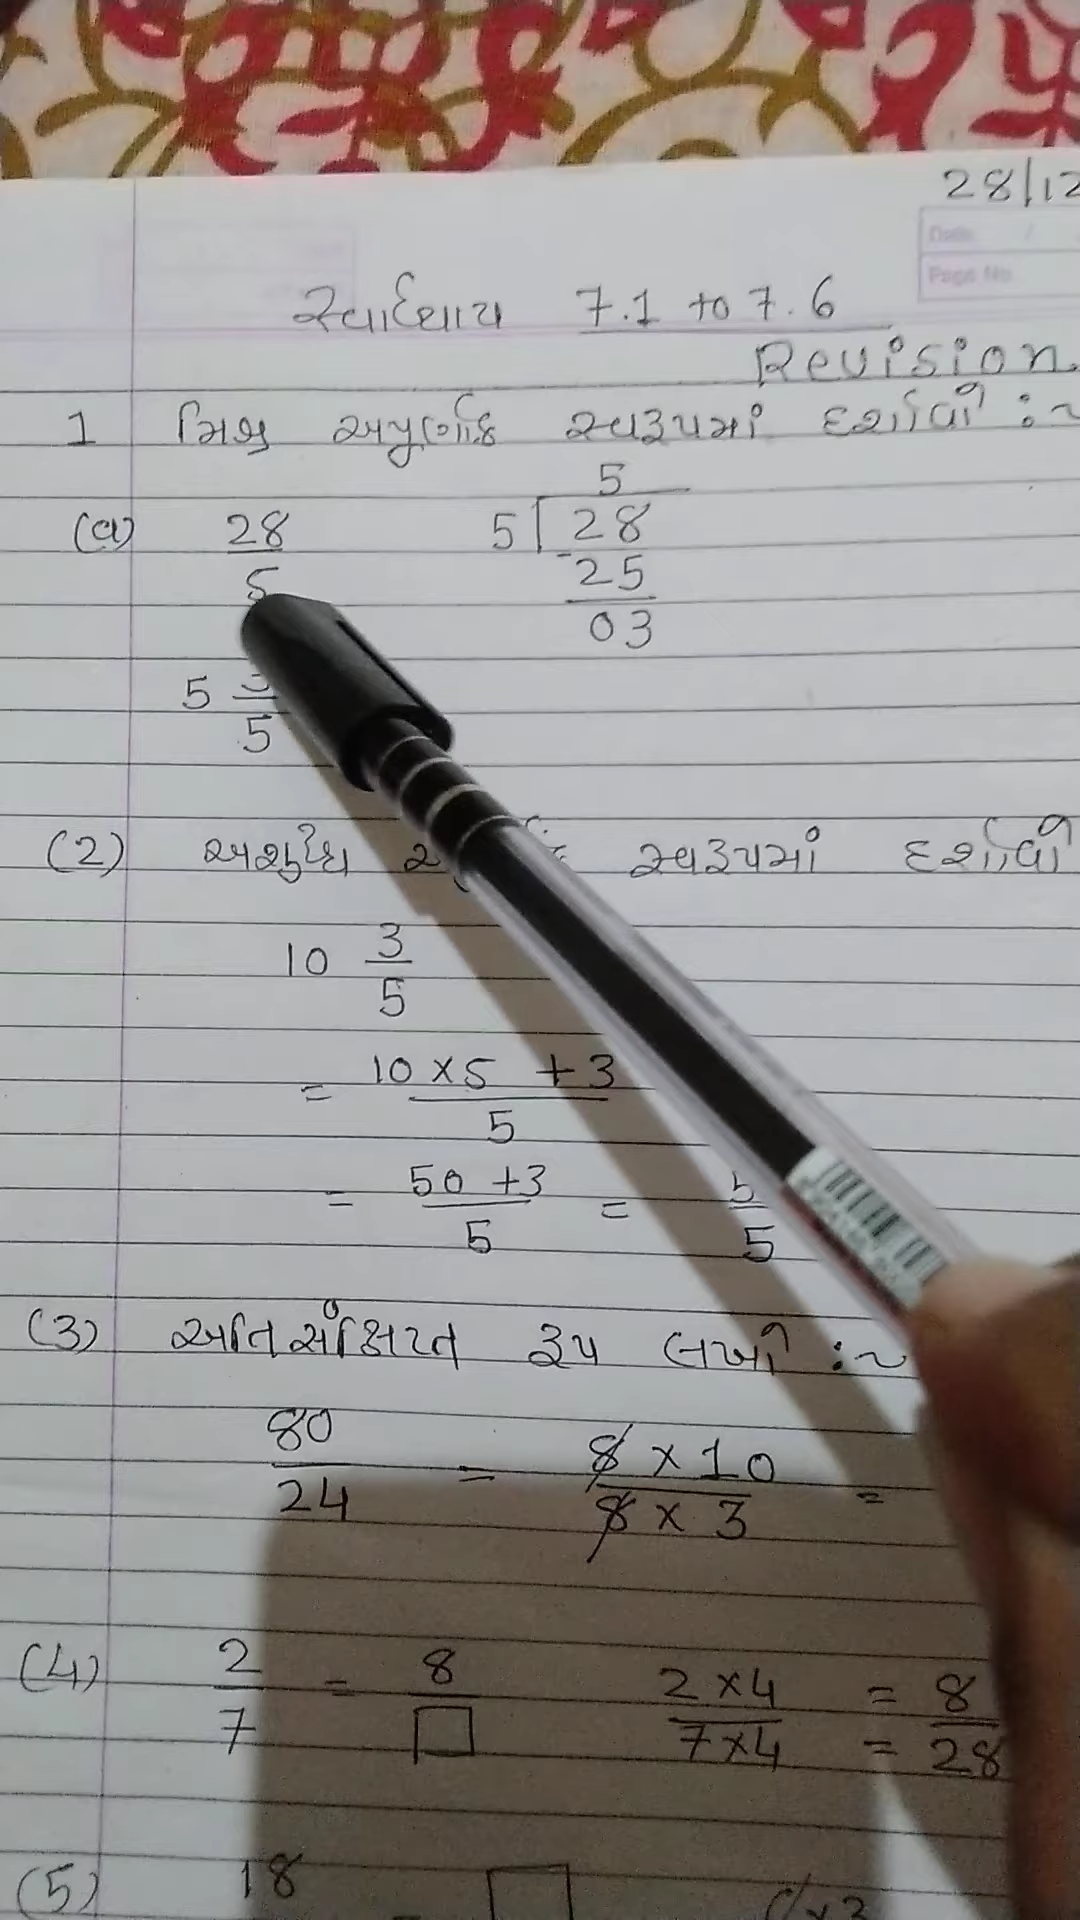 28/12
Date /
Page No.
સ્વાધ્યાય 7.1 to 7.6
Revision.
1 મિશ્ર અપૂર્ણાંક સ્વરૂપમાં દર્શાવો :~
(a) 28/5
5
5 28
- 25
03
5 /5
(2) અશુધ્ધ સ્વરૂપમાં દર્શાવો
10 3/5
= 10 × 5 + 3 / 5
= 50 + 3 / 5 = 5 / 5
(3) અતિસંક્ષિપ્ત રૂપ લખો :~
80/24 = 8 × 10 / 8 × 3 =
(4) 2/7 = 8/□ 2 × 4 / 7 × 4 = 8 / = 28
(5) 18